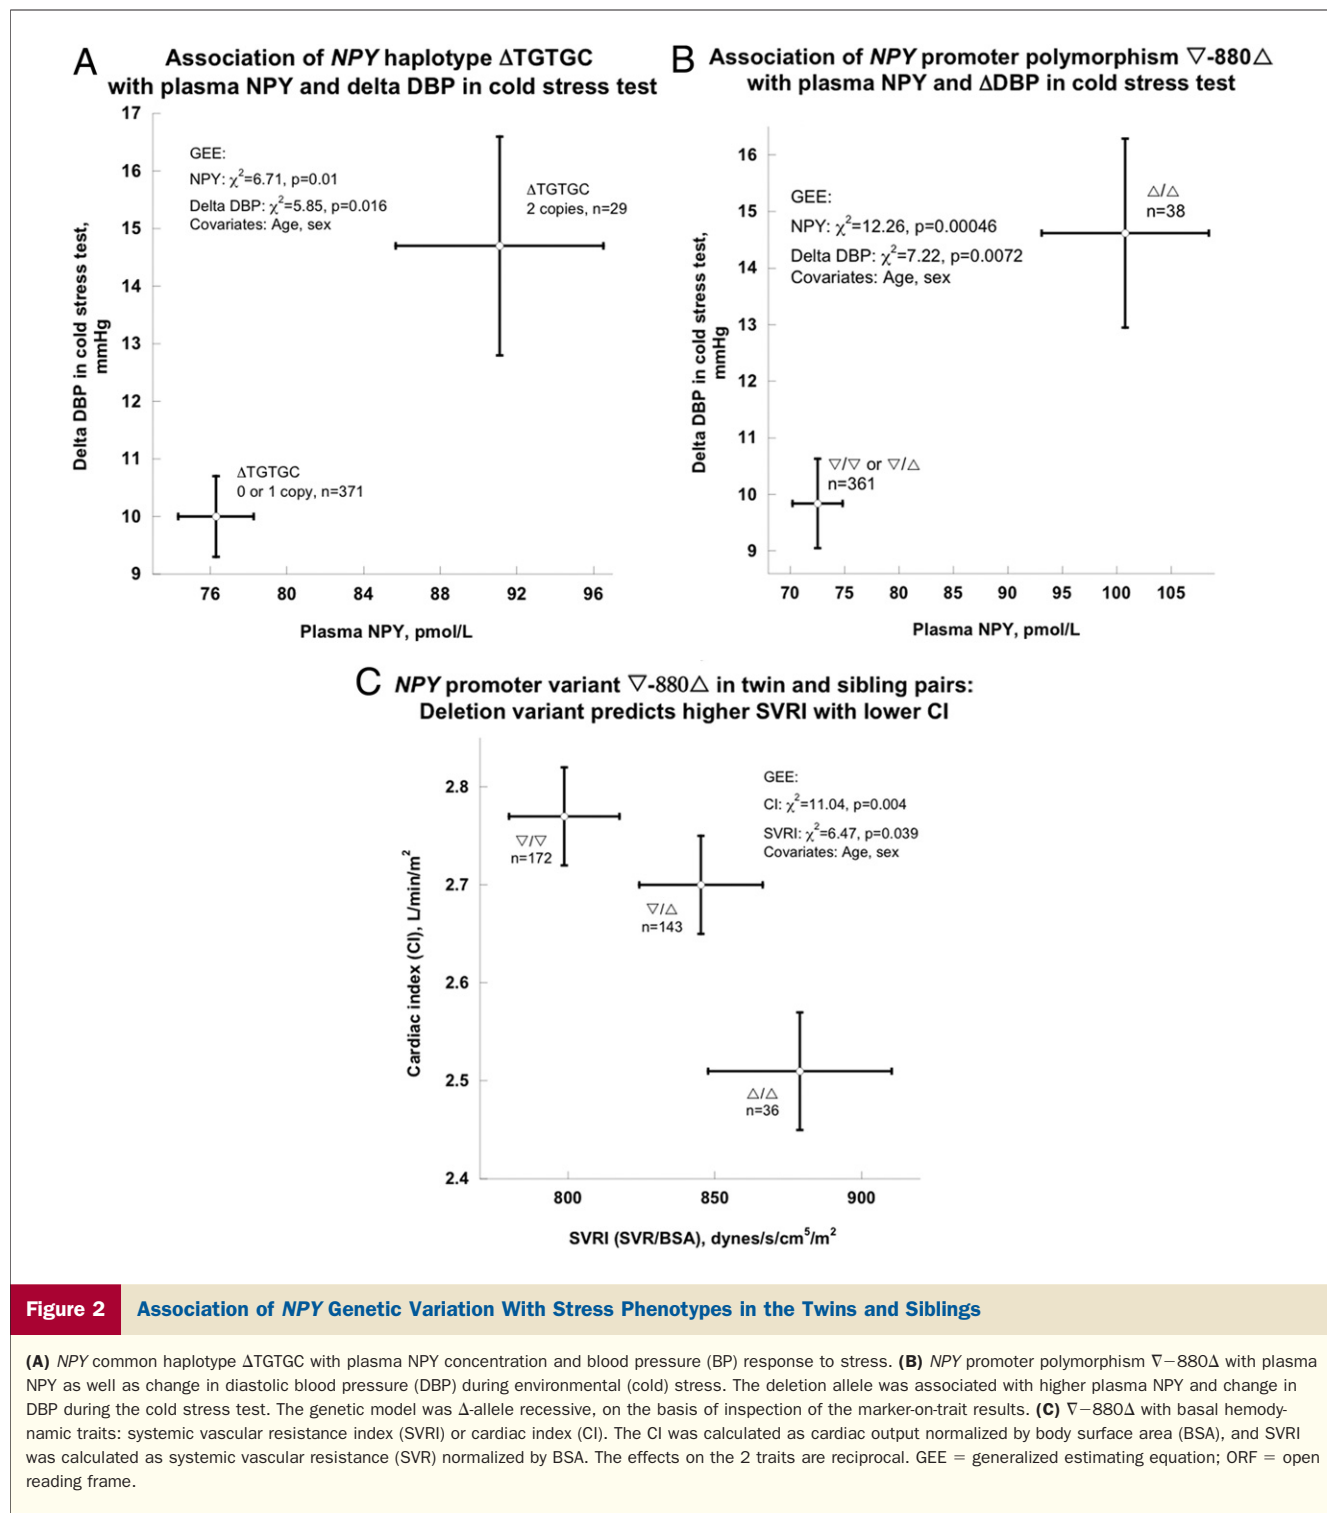 A
Association of NPY haplotype ΔTGTGC
with plasma NPY and delta DBP in cold stress test
17
16
15
14
13
12
11
10
9
Delta DBP in cold stress test,
mmHg
GEE:
NPY: χ²=6.71, p=0.01
Delta DBP: χ²=5.85, p=0.016
Covariates: Age, sex
ΔTGTGC
2 copies, n=29
ΔTGTGC
0 or 1 copy, n=371
76 80 84 88 92 96
Plasma NPY, pmol/L
B
Association of NPY promoter polymorphism ▽-880△
with plasma NPY and ΔDBP in cold stress test
16
15
14
13
12
11
10
9
Delta DBP in cold stress test,
mmHg
GEE:
NPY: χ²=12.26, p=0.00046
Delta DBP: χ²=7.22, p=0.0072
Covariates: Age, sex
△/△
n=38
▽/▽ or ▽/△
n=361
70 75 80 85 90 95 100 105
Plasma NPY, pmol/L
C
NPY promoter variant ▽-880△ in twin and sibling pairs:
Deletion variant predicts higher SVRI with lower CI
2.8
2.7
2.6
2.5
2.4
Cardiac index (CI), L/min/m²
GEE:
CI: χ²=11.04, p=0.004
SVRI: χ²=6.47, p=0.039
Covariates: Age, sex
▽/▽
n=172
▽/△
n=143
△/△
n=36
800 850 900
SVRI (SVR/BSA), dynes/s/cm⁵/m²
Figure 2 Association of NPY Genetic Variation With Stress Phenotypes in the Twins and Siblings
(A) NPY common haplotype ΔTGTGC with plasma NPY concentration and blood pressure (BP) response to stress. (B) NPY promoter polymorphism ∇−880Δ with plasma
NPY as well as change in diastolic blood pressure (DBP) during environmental (cold) stress. The deletion allele was associated with higher plasma NPY and change in
DBP during the cold stress test. The genetic model was Δ-allele recessive, on the basis of inspection of the marker-on-trait results. (C) ∇−880Δ with basal hemody-
namic traits: systemic vascular resistance index (SVRI) or cardiac index (CI). The CI was calculated as cardiac output normalized by body surface area (BSA), and SVRI
was calculated as systemic vascular resistance (SVR) normalized by BSA. The effects on the 2 traits are reciprocal. GEE = generalized estimating equation; ORF = open
reading frame.